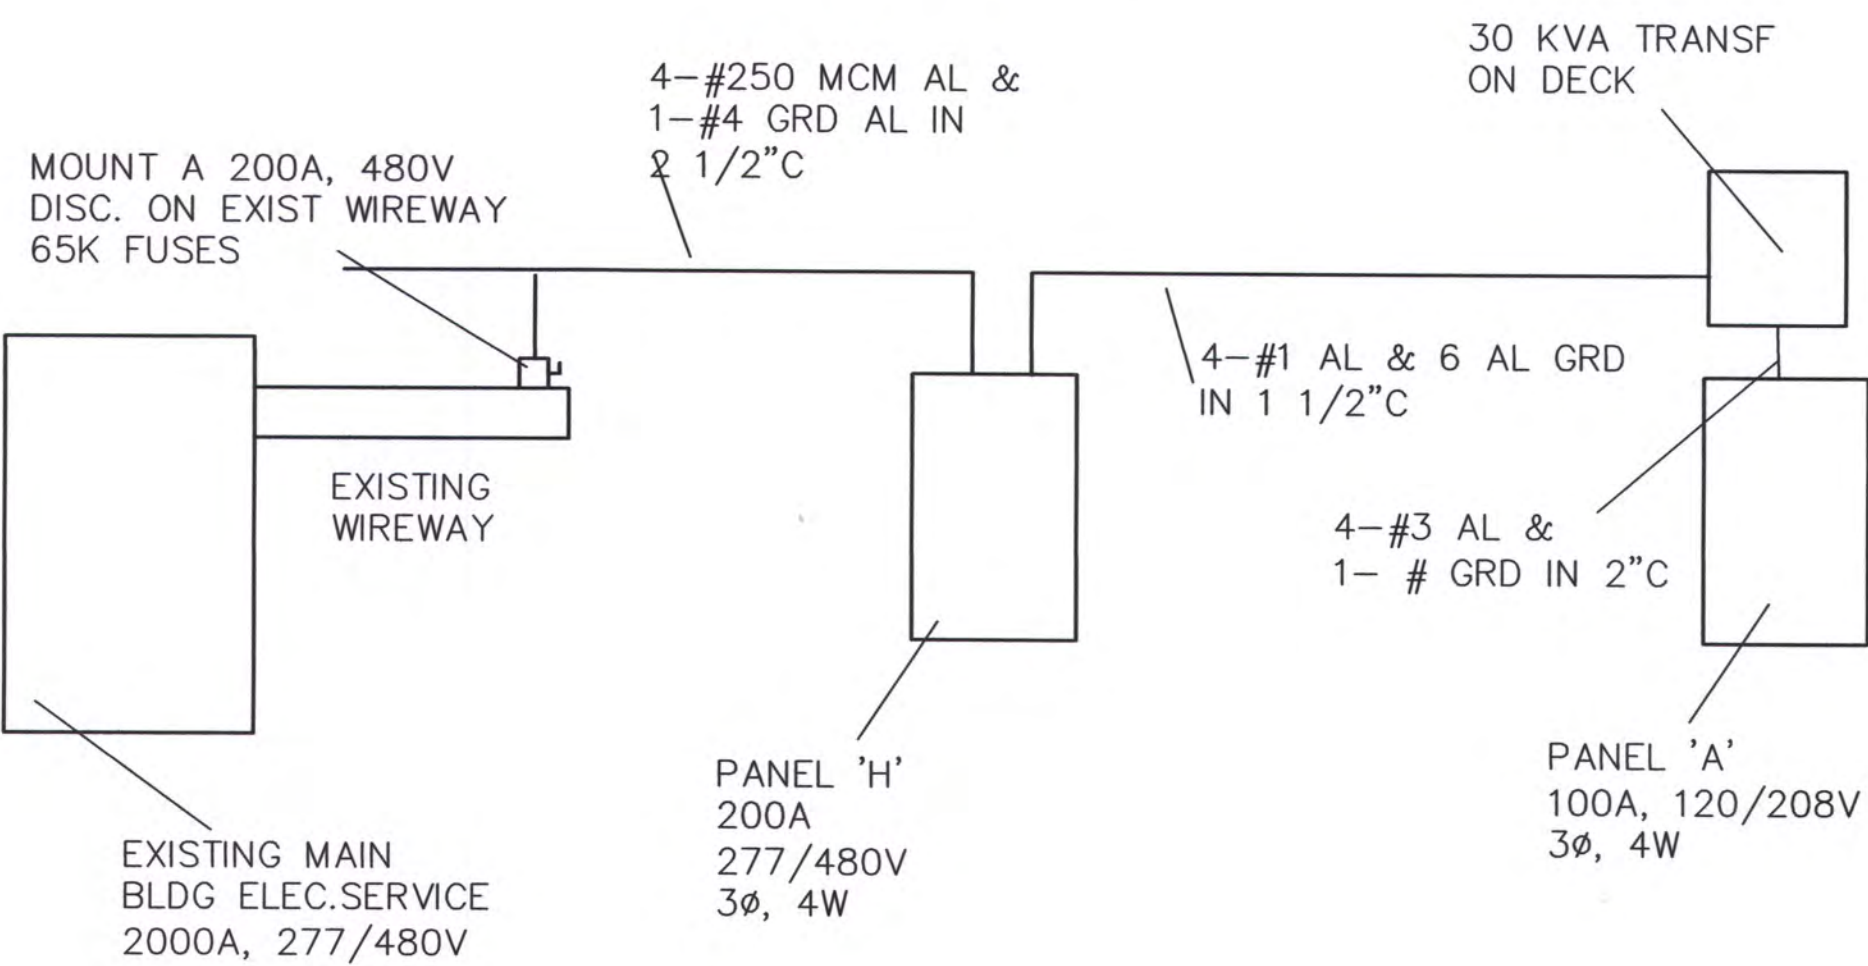 30 KVA TRANSF
ON DECK
4-#250 MCM AL &
1-#4 GRD AL IN
2 1/2"C
MOUNT A 200A, 480V
DISC. ON EXIST WIREWAY
65K FUSES
4-#1 AL & 6 AL GRD
IN 1 1/2"C
EXISTING
WIREWAY
4-#3 AL &
1- # GRD IN 2"C
PANEL 'H'
200A
277/480V
3ø, 4W
PANEL 'A'
100A, 120/208V
3ø, 4W
EXISTING MAIN
BLDG ELEC.SERVICE
2000A, 277/480V